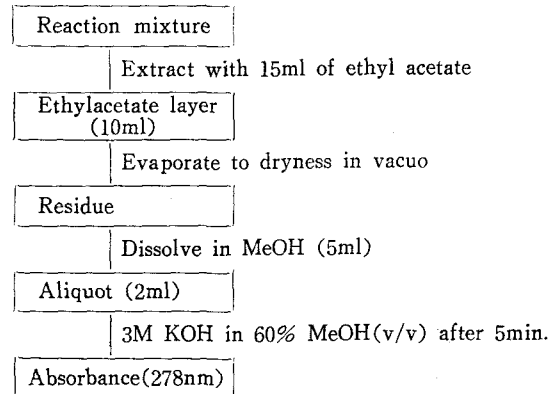 Reaction mixture
Extract with 15ml of ethyl acetate
Ethylacetate layer
(10ml)
Evaporate to dryness in vacuo
Residue
Dissolve in MeOH (5ml)
Aliquot (2ml)
3M KOH in 60% MeOH(v/v) after 5min.
Absorbance(278nm)